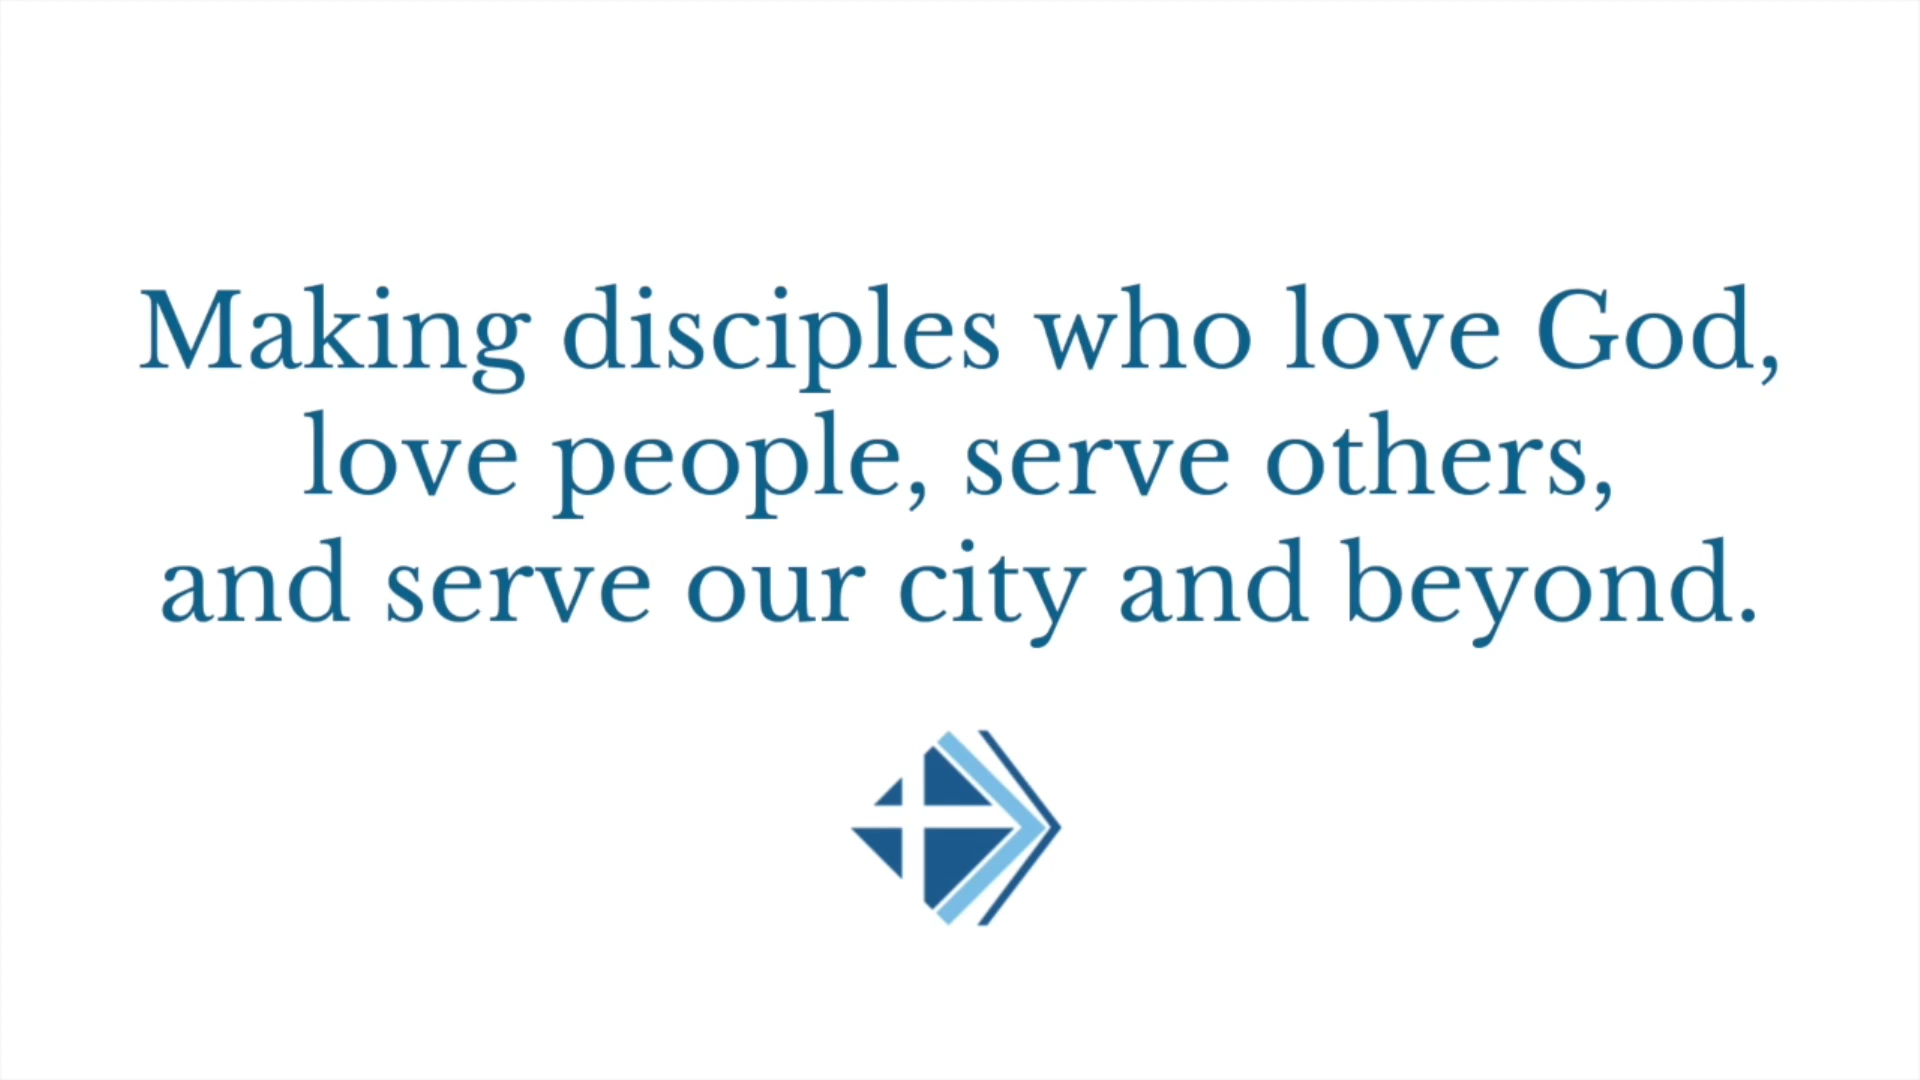 Making disciples who love God,
love people, serve others,
and serve our city and beyond.